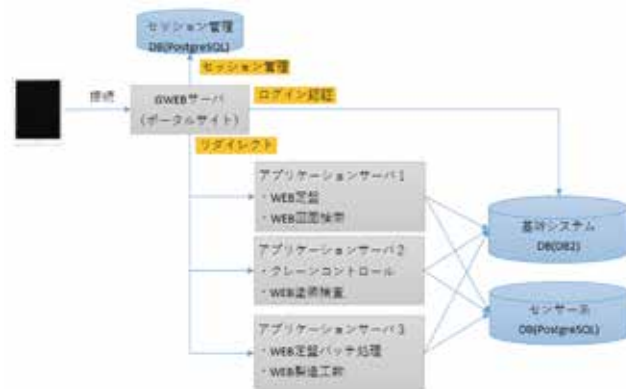 セッション管理
DB(PostgreSQL)
セッション管理
接続
GWEBサーバ
(ポータルサイト)
ログイン認証
リダイレクト
アプリケーションサーバ1
・WEB定盤
・WEB図面検索
アプリケーションサーバ2
・クレーンコントロール
・WEB塗装検査
アプリケーションサーバ3
・WEB定盤バッチ処理
・WEB製造工数
基幹システム
DB(DB2)
センサー系
DB(PostgreSQL)